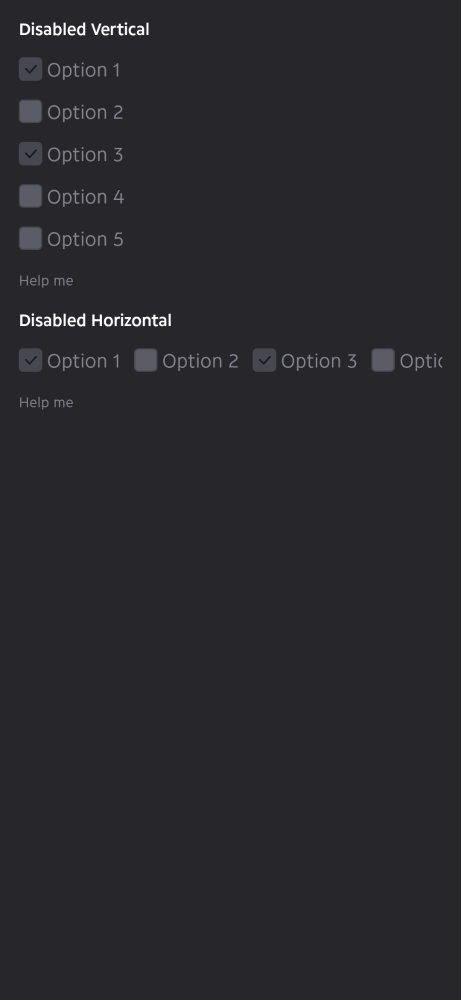 Disabled Vertical
Option 1
Option 2
Option 3
Option 4
Option 5
Help me
Disabled Horizontal
Option 1 Option 2 Option 3
Help me